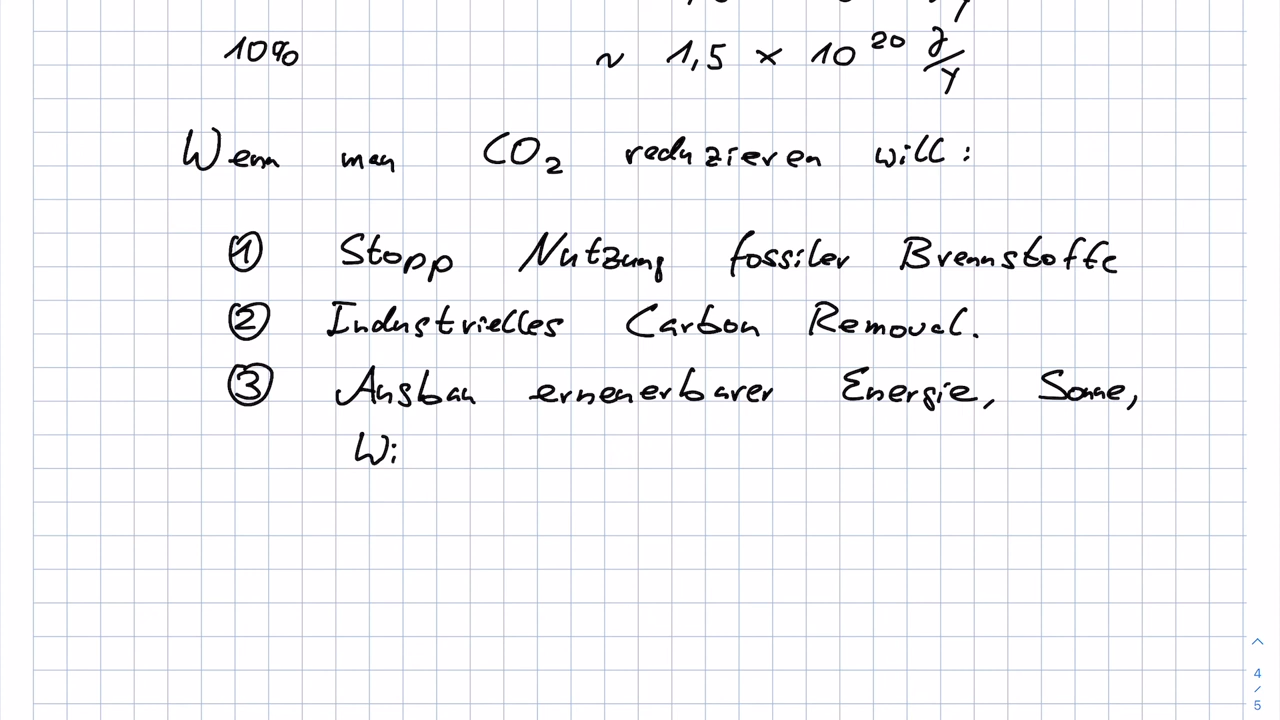 10% ~ 1,5 × 10²⁰ J/y
Wenn man CO₂ reduzieren will:
① Stopp Nutzung fossiler Brennstoffe
② Industrielles Carbon Removal.
③ Ausbau erneuerbarer Energie, Sonne,
Wi
4
/
5